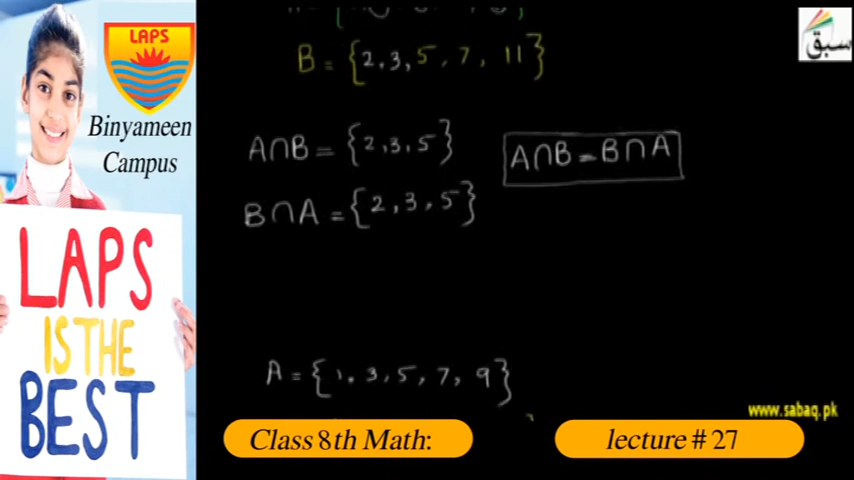 LAPS
Binyameen
Campus
LAPS
IS THE
BEST
B = {2, 3, 5, 7, 11}
A∩B = {2, 3, 5}
A∩B = B∩A
B∩A = {2, 3, 5}
A = {1, 3, 5, 7, 9}
سبق
www.sabaq.pk
Class 8th Math:
lecture # 27